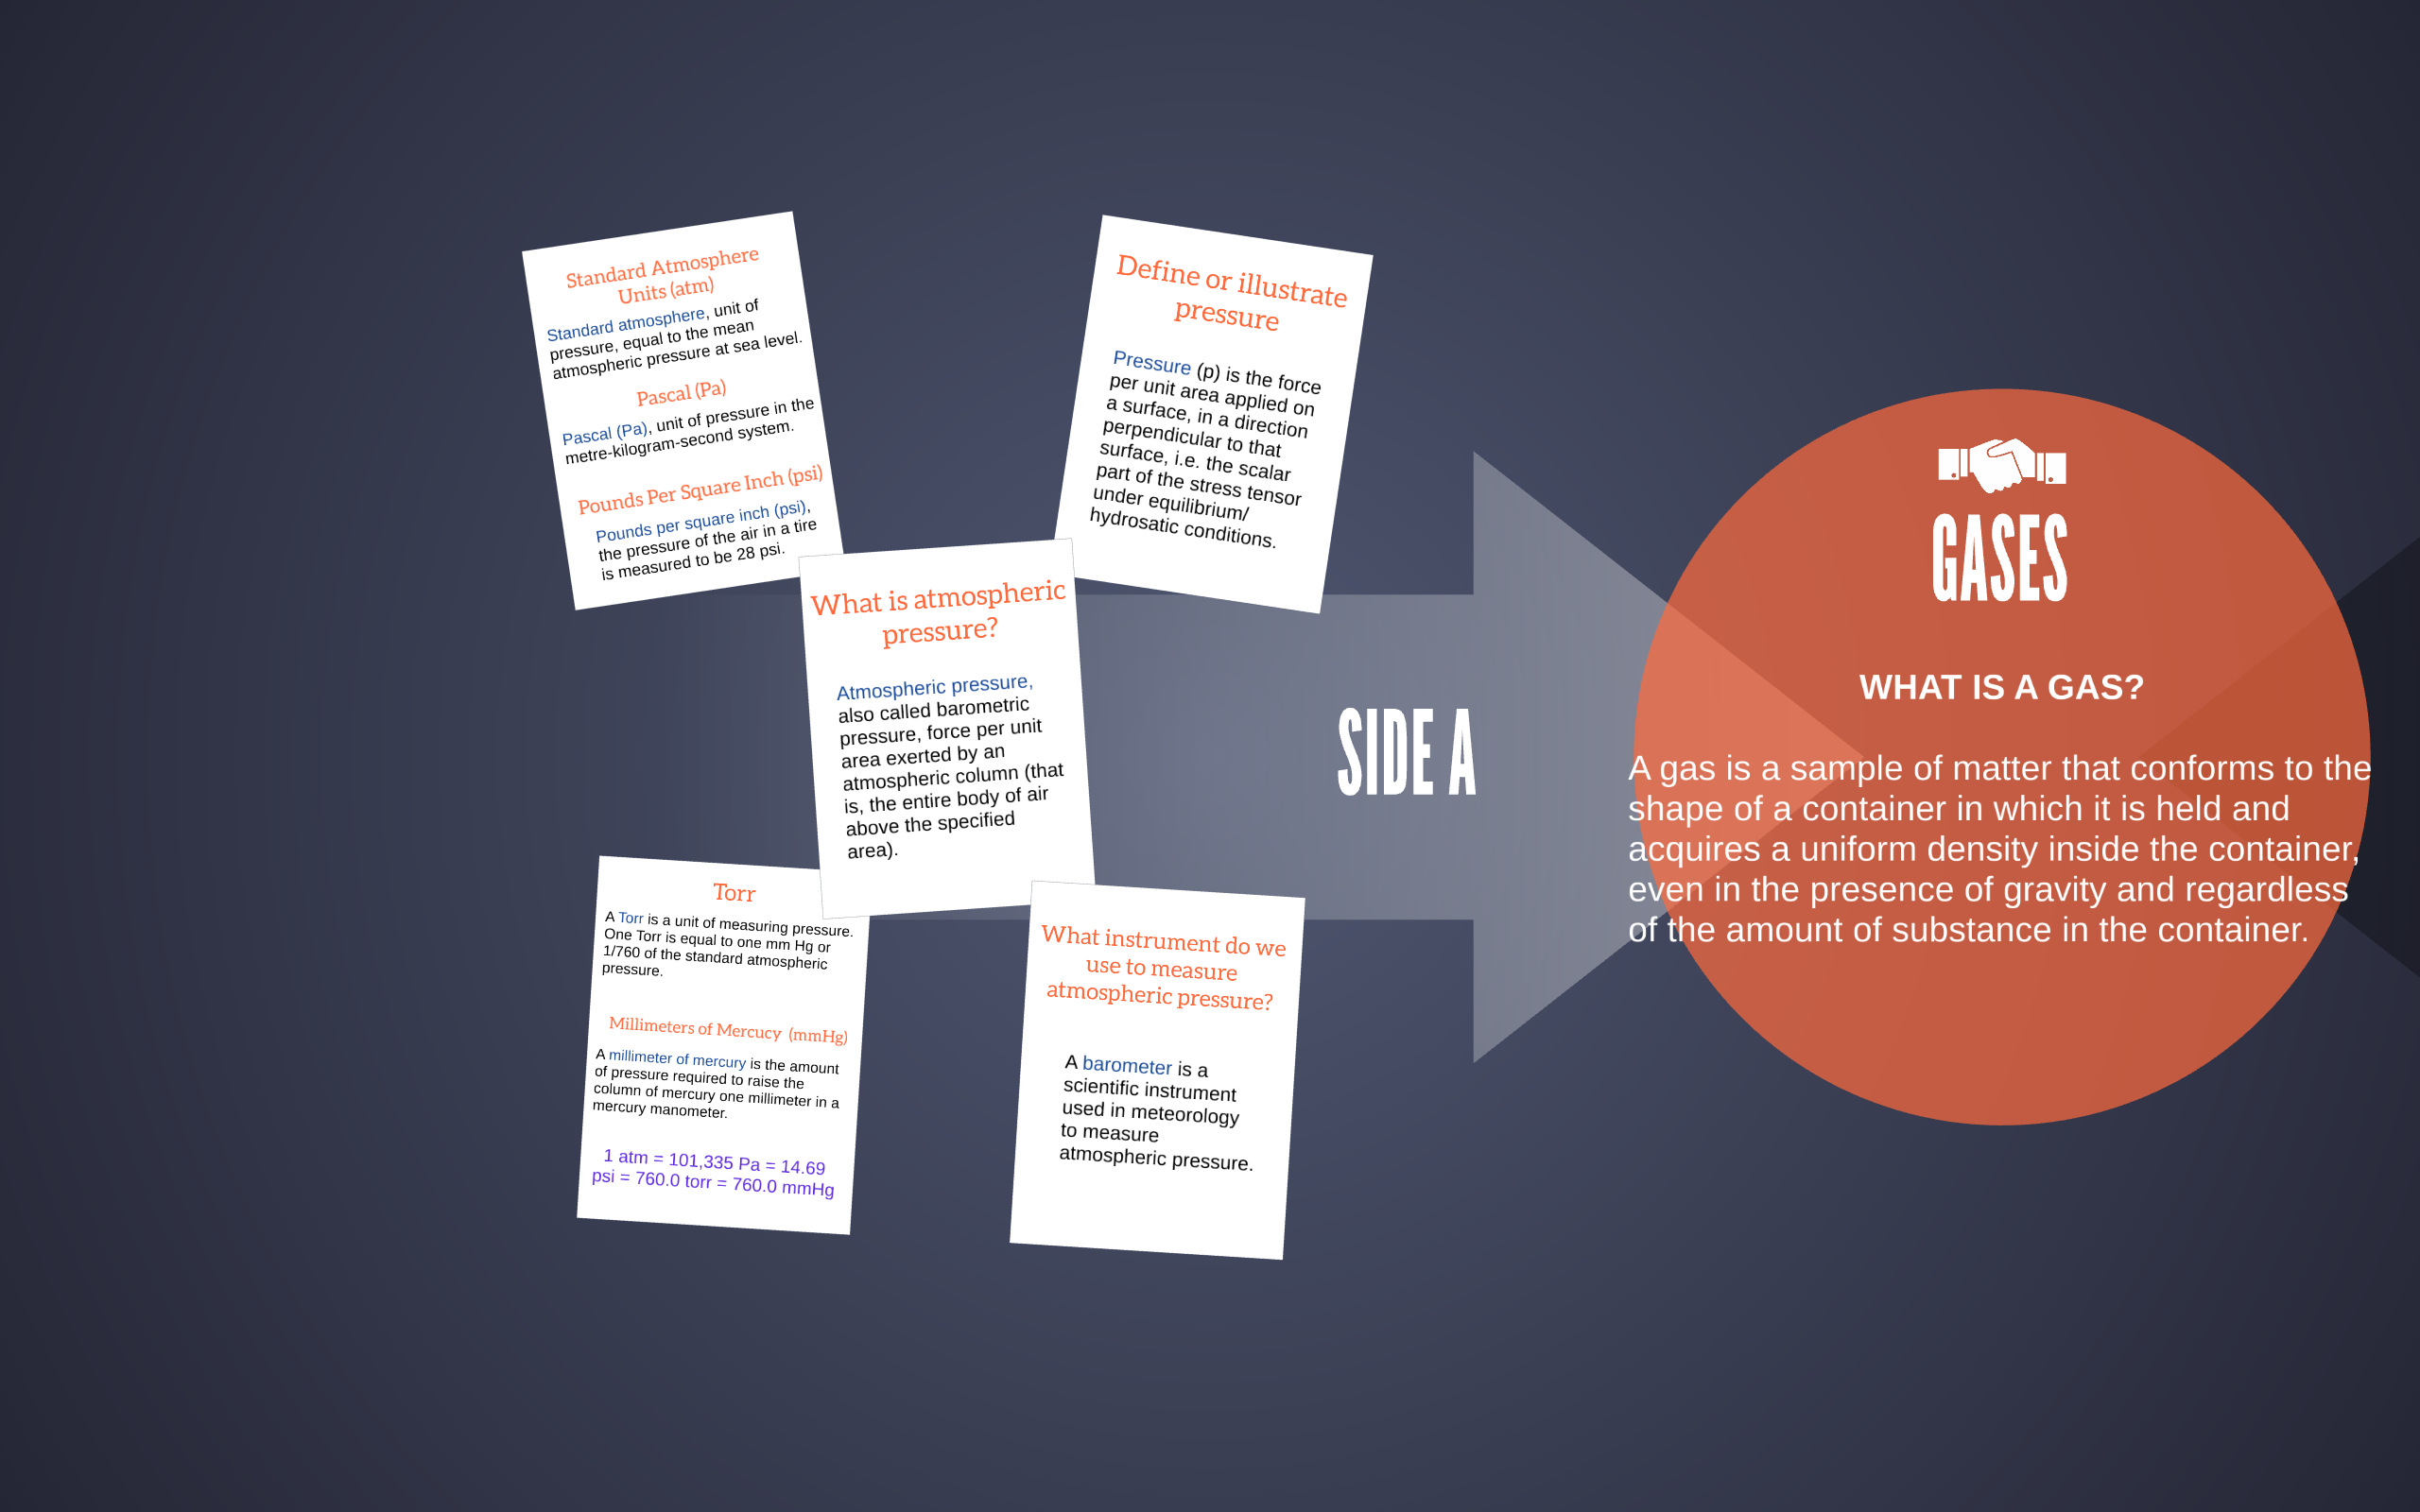 Standard Atmosphere
Units (atm)
Standard atmosphere, unit of
pressure, equal to the mean
atmospheric pressure at sea level.
Pascal (Pa)
Pascal (Pa), unit of pressure in the
metre-kilogram-second system.
Pounds Per Square Inch (psi)
Pounds per square inch (psi),
the pressure of the air in a tire
is measured to be 28 psi.
Define or illustrate
pressure
Pressure (p) is the force
per unit area applied on
a surface, in a direction
perpendicular to that
surface, i.e. the scalar
part of the stress tensor
under equilibrium/
hydrosatic conditions.
What is atmospheric
pressure?
Atmospheric pressure,
also called barometric
pressure, force per unit
area exerted by an
atmospheric column (that
is, the entire body of air
above the specified
area).
Torr
A Torr is a unit of measuring pressure.
One Torr is equal to one mm Hg or
1/760 of the standard atmospheric
pressure.
Millimeters of Mercucy (mmHg)
A millimeter of mercury is the amount
of pressure required to raise the
column of mercury one millimeter in a
mercury manometer.
1 atm = 101,335 Pa = 14.69
psi = 760.0 torr = 760.0 mmHg
What instrument do we
use to measure
atmospheric pressure?
A barometer is a
scientific instrument
used in meteorology
to measure
atmospheric pressure.
SIDE A
GASES
WHAT IS A GAS?
A gas is a sample of matter that conforms to the
shape of a container in which it is held and
acquires a uniform density inside the container,
even in the presence of gravity and regardless
of the amount of substance in the container.